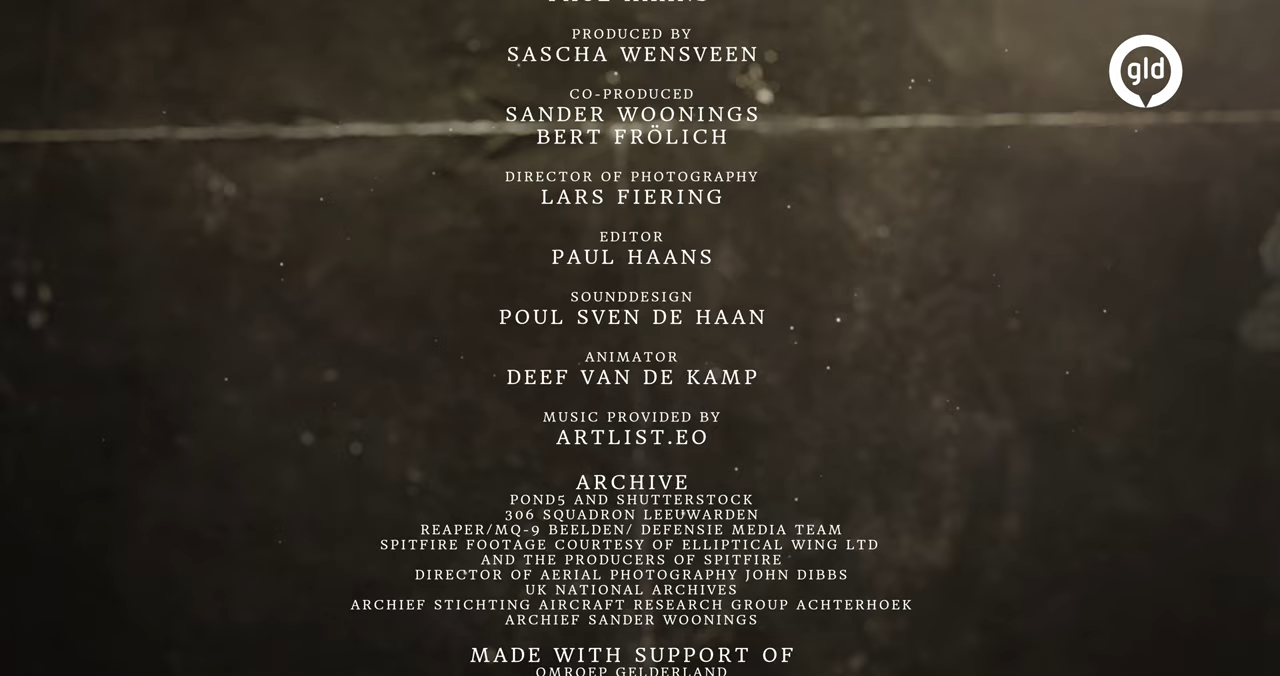 PAUL HAANS
PRODUCED BY
SASCHA WENSVEEN
CO-PRODUCED
SANDER WOONINGS
BERT FRÖLICH
DIRECTOR OF PHOTOGRAPHY
LARS FIERING
EDITOR
PAUL HAANS
SOUNDDESIGN
POUL SVEN DE HAAN
ANIMATOR
DEEF VAN DE KAMP
MUSIC PROVIDED BY
ARTLIST.EO
ARCHIVE
POND5 AND SHUTTERSTOCK
306 SQUADRON LEEUWARDEN
REAPER/MQ-9 BEELDEN/ DEFENSIE MEDIA TEAM
SPITFIRE FOOTAGE COURTESY OF ELLIPTICAL WING LTD
AND THE PRODUCERS OF SPITFIRE
DIRECTOR OF AERIAL PHOTOGRAPHY JOHN DIBBS
UK NATIONAL ARCHIVES
ARCHIEF STICHTING AIRCRAFT RESEARCH GROUP ACHTERHOEK
ARCHIEF SANDER WOONINGS
MADE WITH SUPPORT OF
OMROEP GELDERLAND
gld